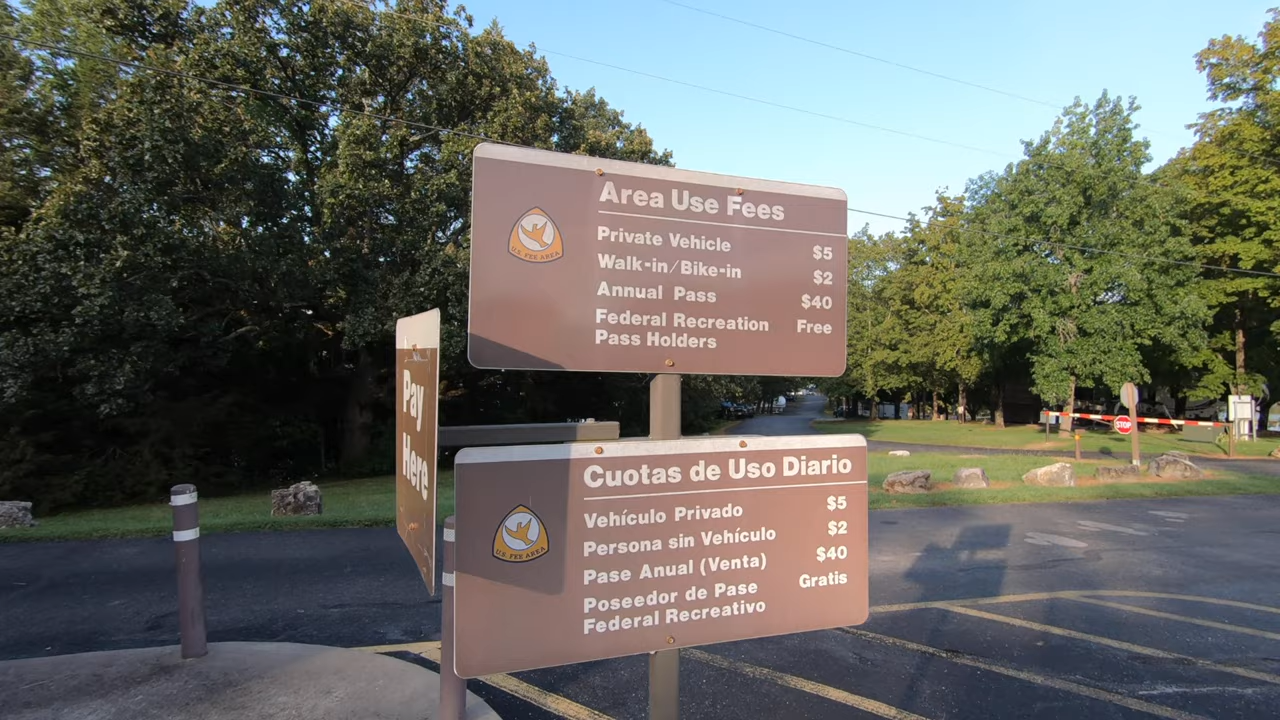 Area Use Fees
Private Vehicle $5
Walk-in/Bike-in $2
Annual Pass $40
Federal Recreation Free
Pass Holders
U.S. FEE AREA
Pay
Here
STOP
Cuotas de Uso Diario
Vehículo Privado $5
Persona sin Vehículo $2
Pase Anual (Venta) $40
Poseedor de Pase Gratis
Federal Recreativo
U.S. FEE AREA